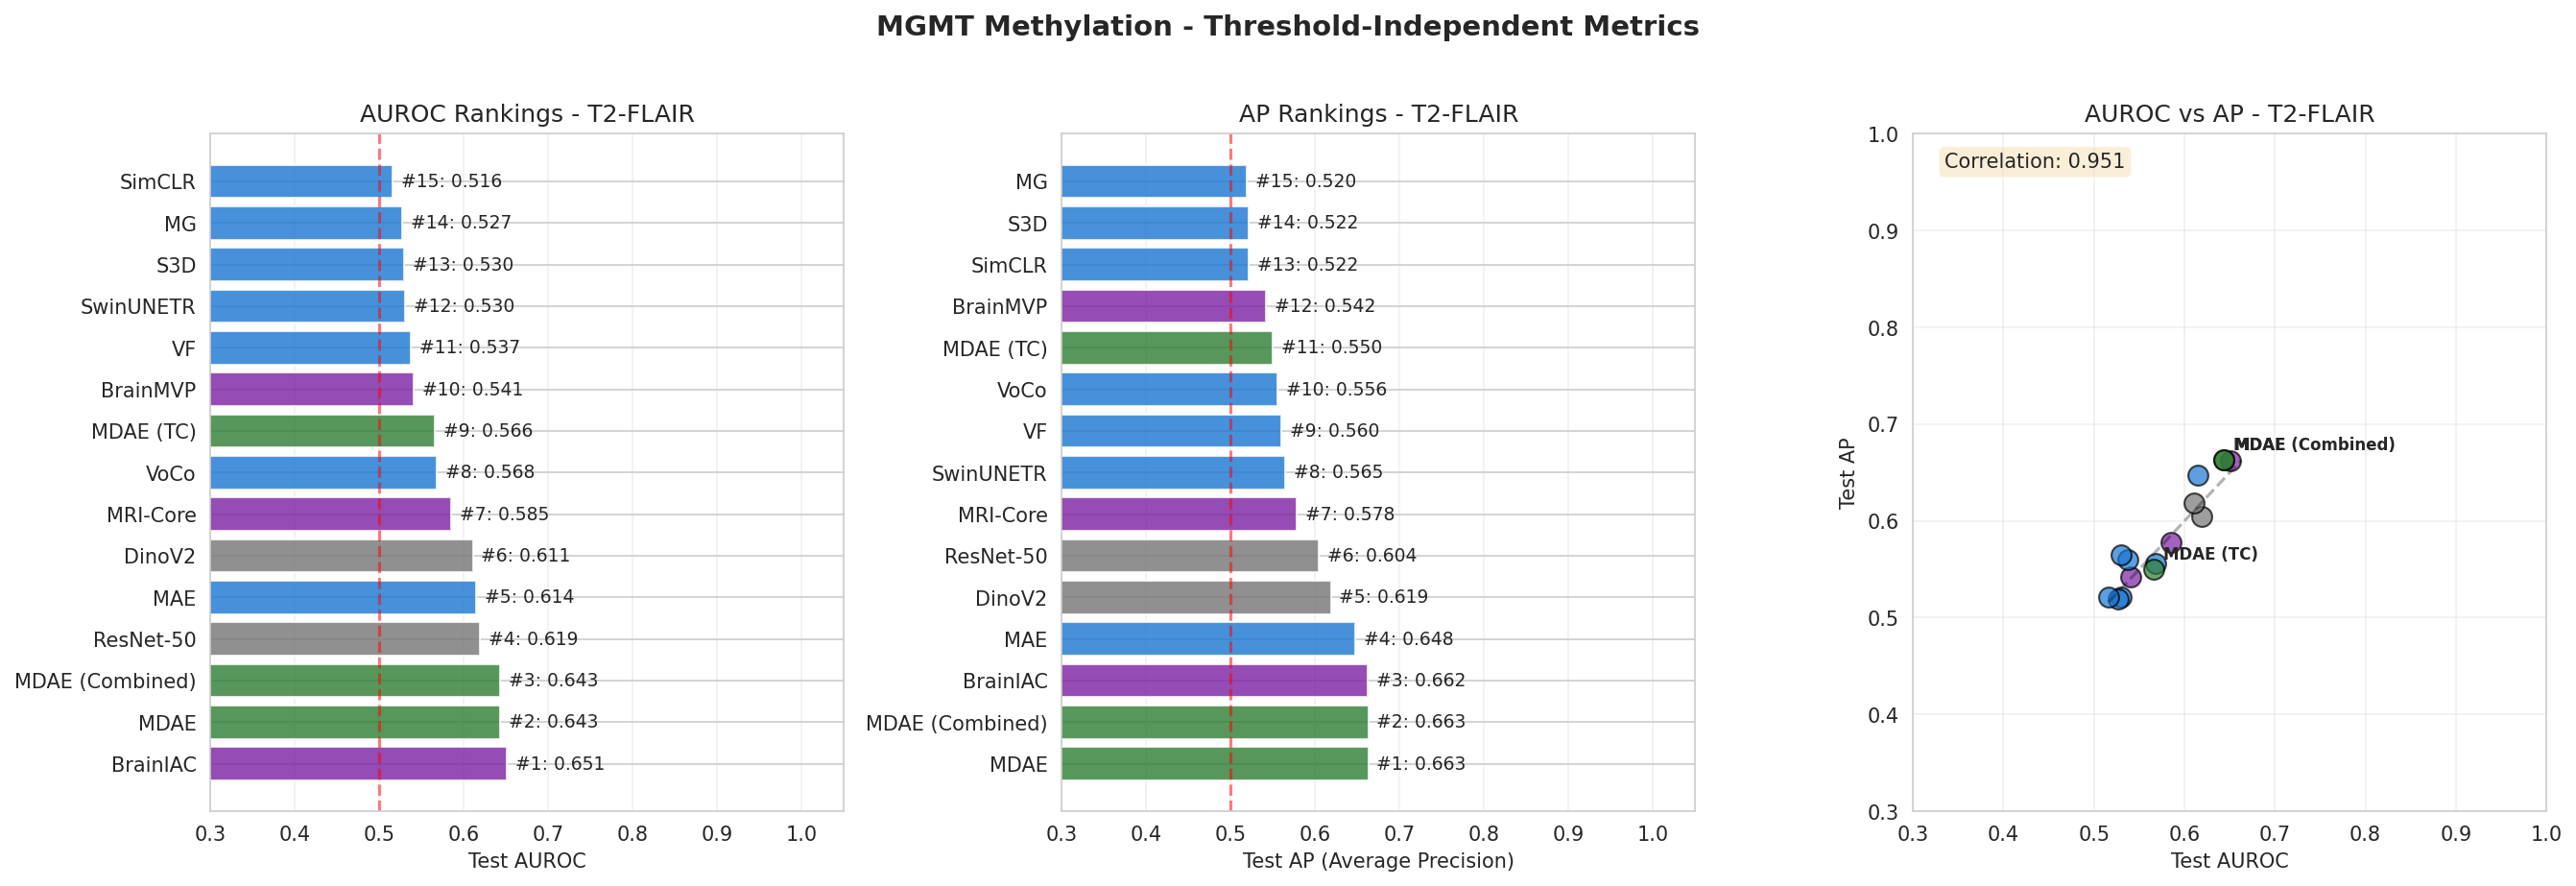 MGMT Methylation - Threshold-Independent Metrics
AUROC Rankings - T2-FLAIR
SimCLR #15: 0.516
MG #14: 0.527
S3D #13: 0.530
SwinUNETR #12: 0.530
VF #11: 0.537
BrainMVP #10: 0.541
MDAE (TC) #9: 0.566
VoCo #8: 0.568
MRI-Core #7: 0.585
DinoV2 #6: 0.611
MAE #5: 0.614
ResNet-50 #4: 0.619
MDAE (Combined) #3: 0.643
MDAE #2: 0.643
BrainIAC #1: 0.651
0.3 0.4 0.5 0.6 0.7 0.8 0.9 1.0
Test AUROC
AP Rankings - T2-FLAIR
MG #15: 0.520
S3D #14: 0.522
SimCLR #13: 0.522
BrainMVP #12: 0.542
MDAE (TC) #11: 0.550
VoCo #10: 0.556
VF #9: 0.560
SwinUNETR #8: 0.565
MRI-Core #7: 0.578
ResNet-50 #6: 0.604
DinoV2 #5: 0.619
MAE #4: 0.648
BrainIAC #3: 0.662
MDAE (Combined) #2: 0.663
MDAE #1: 0.663
0.3 0.4 0.5 0.6 0.7 0.8 0.9 1.0
Test AP (Average Precision)
AUROC vs AP - T2-FLAIR
Correlation: 0.951
1.0
0.9
0.8
0.7
0.6
0.5
0.4
0.3
Test AP
MDAE (Combined)
MDAE (TC)
0.3 0.4 0.5 0.6 0.7 0.8 0.9 1.0
Test AUROC